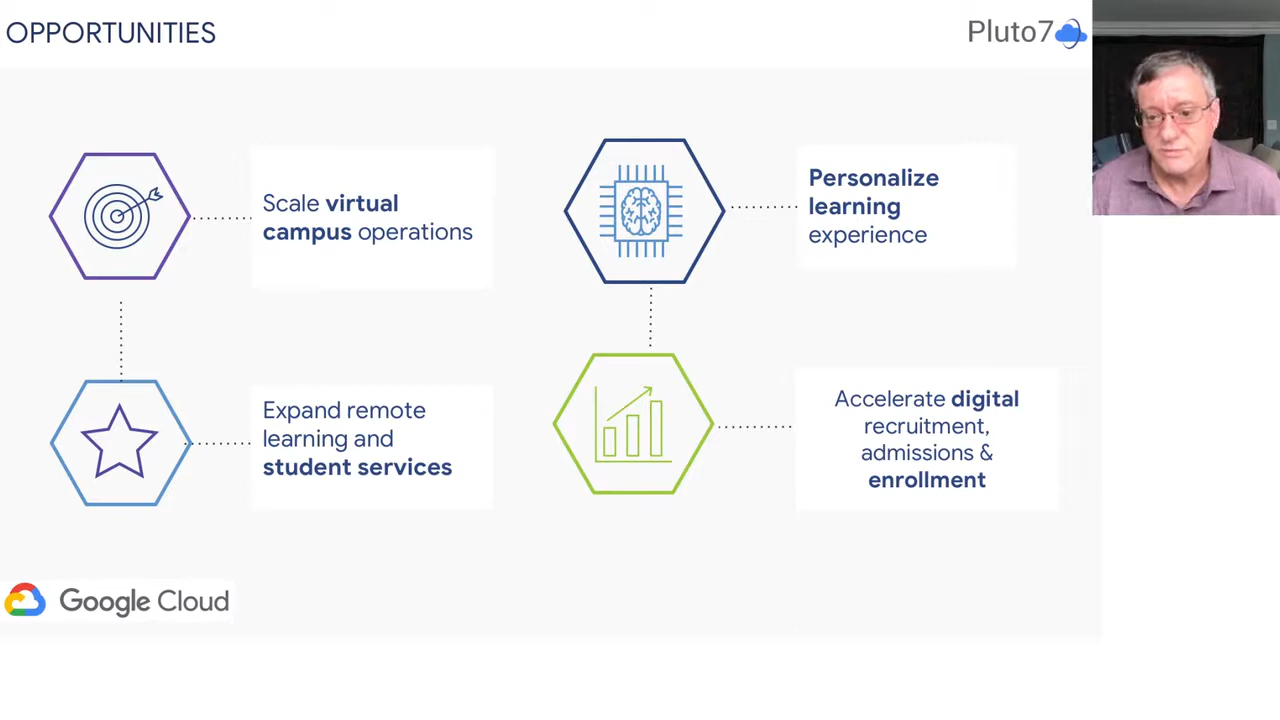 OPPORTUNITIES
Pluto7
Scale virtual
campus operations
Personalize
learning
experience
Expand remote
learning and
student services
Accelerate digital
recruitment,
admissions &
enrollment
Google Cloud